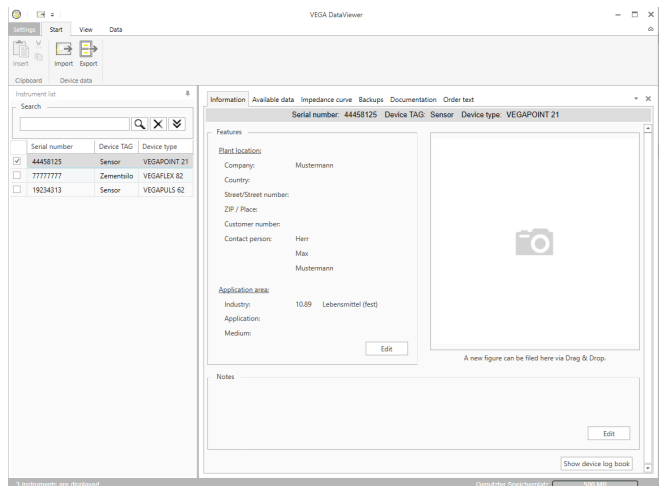 VEGA DataViewer
Settings Start View Data
Insert Import Export
Clipboard Device data
Instrument list
Search
Serial number Device TAG Device type
44458125 Sensor VEGAPOINT 21
77777777 Zementsilo VEGAFLEX 82
19234313 Sensor VEGAPULS 62
Information Available data Impedance curve Backups Documentation Order text
Serial number: 44458125 Device TAG: Sensor Device type: VEGAPOINT 21
Features
Plant location:
Company: Mustermann
Country:
Street/Street number:
ZIP / Place:
Customer number:
Contact person: Herr
Max
Mustermann
Application area:
Industry: 10.89 Lebensmittel (fest)
Application:
Medium:
Edit
A new figure can be filed here via Drag & Drop.
Notes
Edit
Show device log book
3 Instruments are displayed Genutzter Speicherplatz: 500 MB